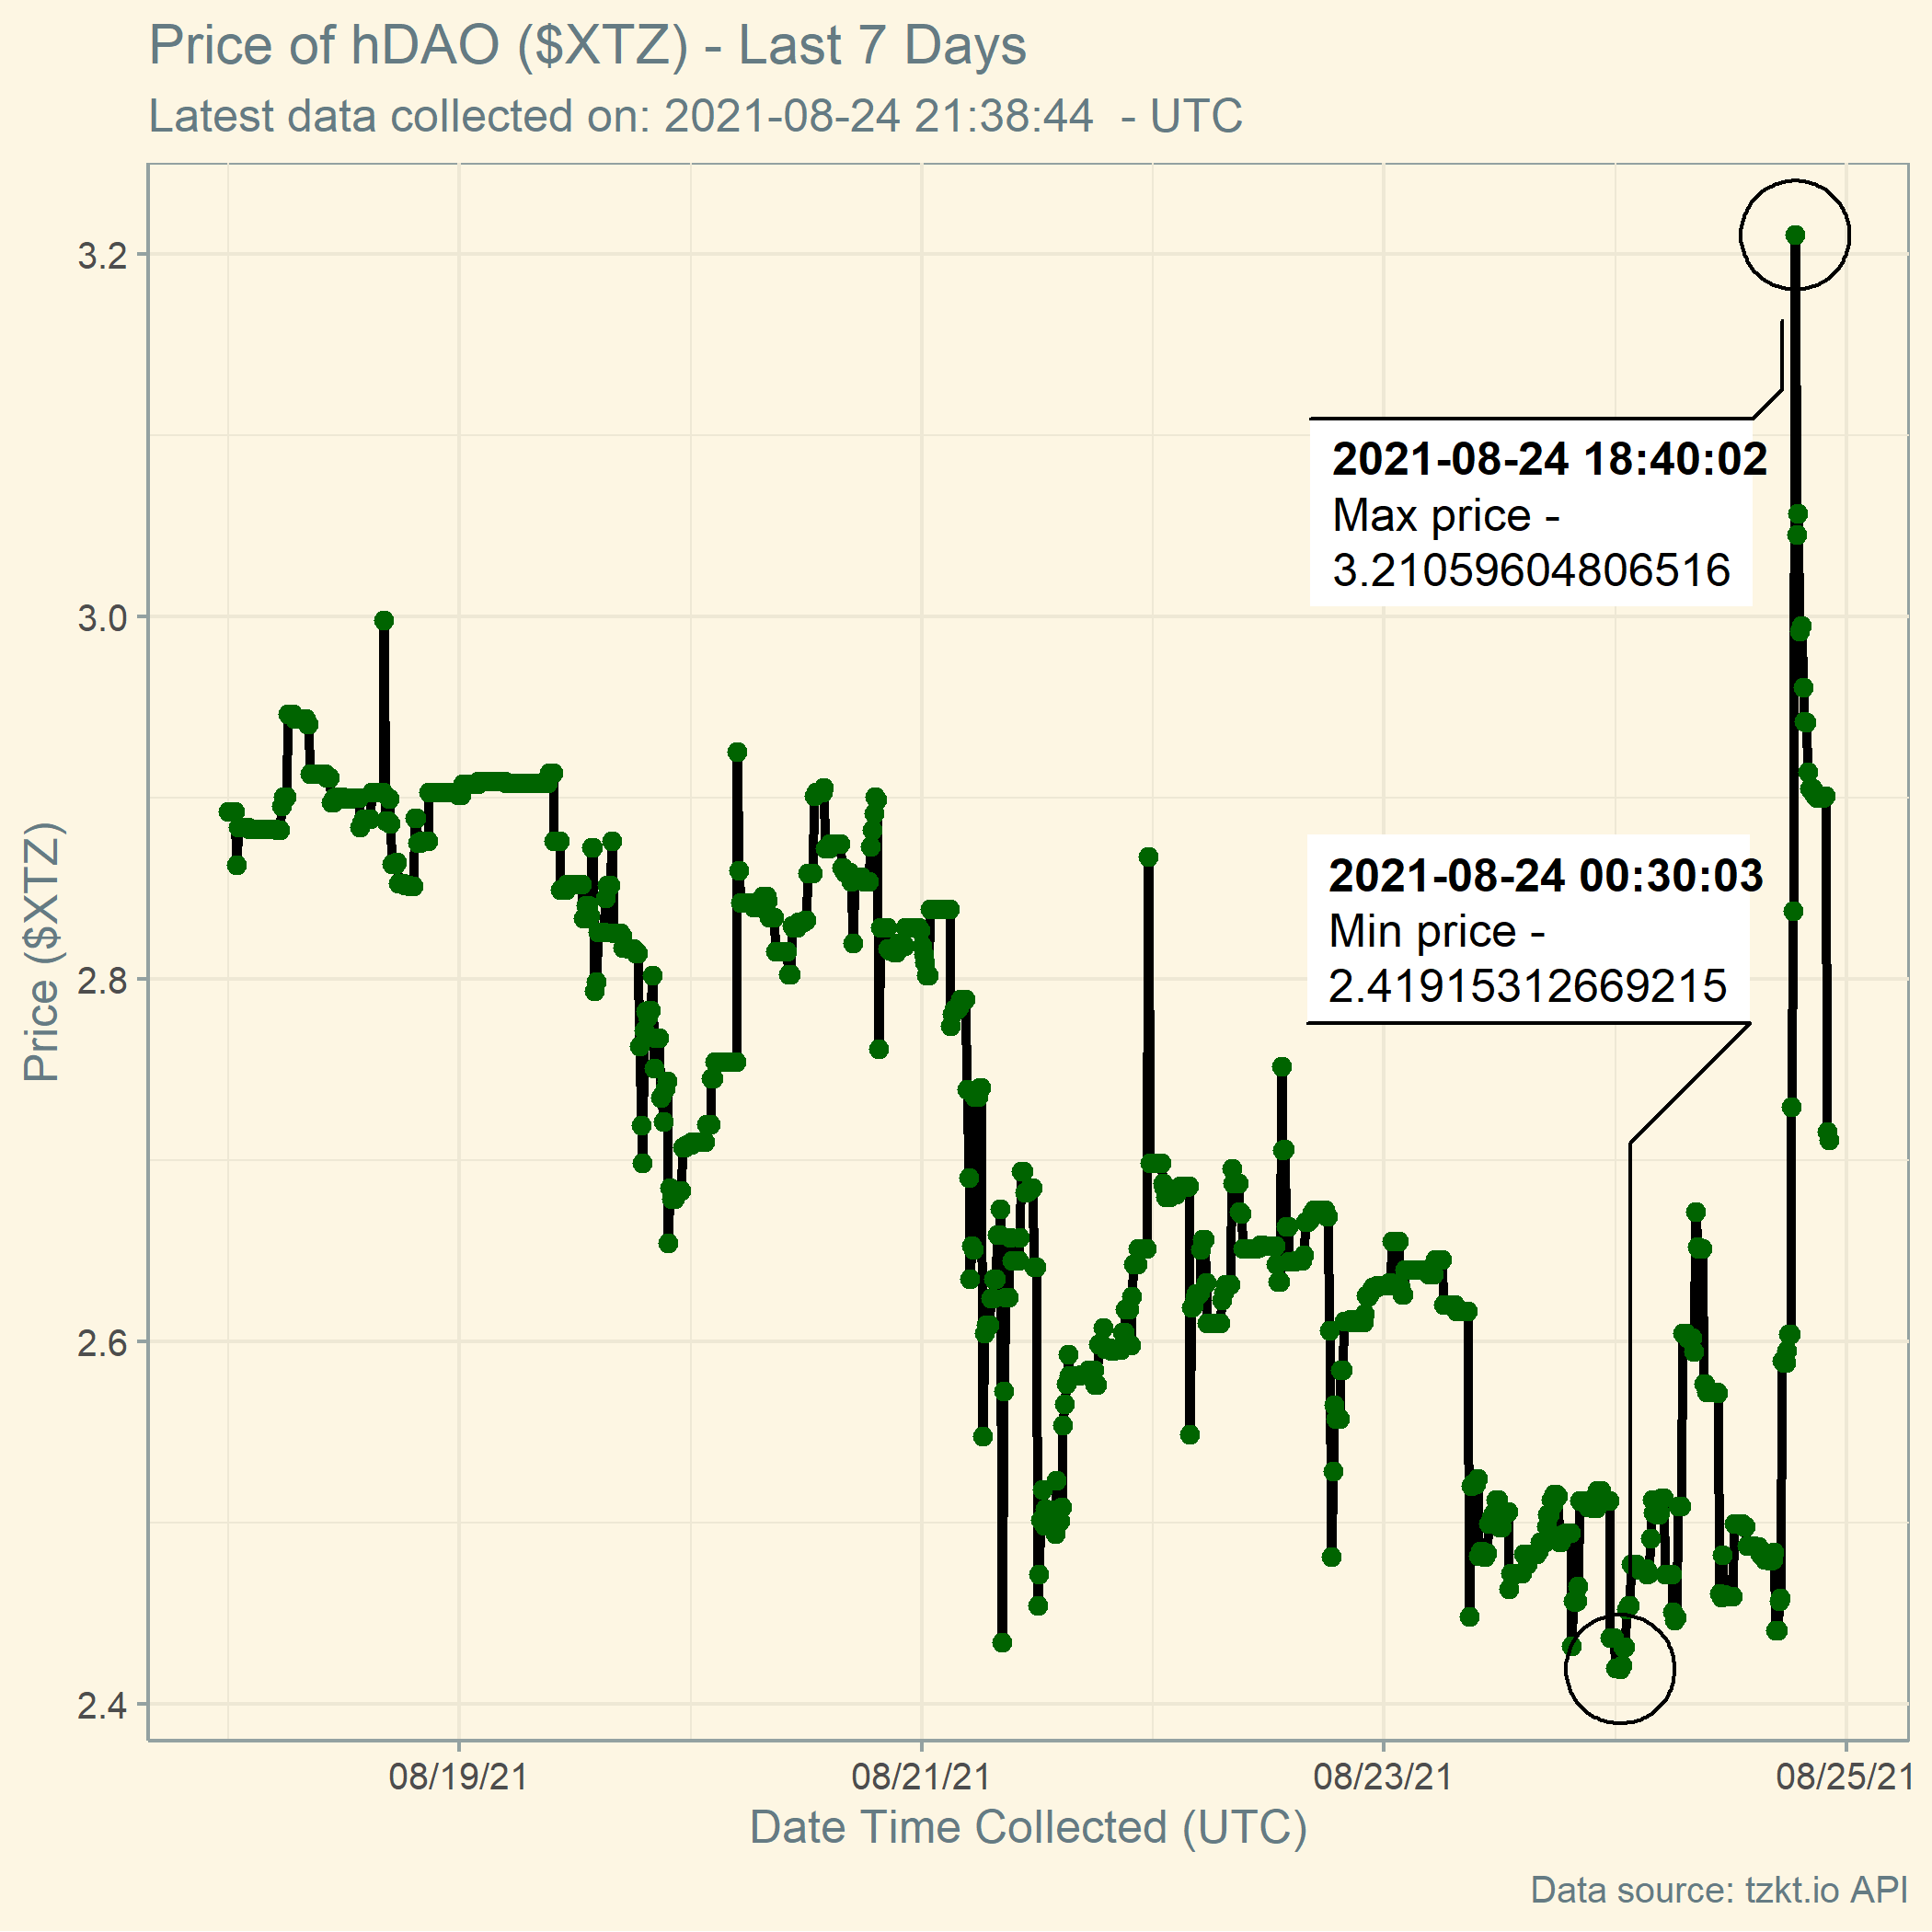 Price of hDAO ($XTZ) - Last 7 Days
Latest data collected on: 2021-08-24 21:38:44  - UTC
3.2
3.0
2.8
2.6
2.4
Price ($XTZ)
2021-08-24 18:40:02
Max price -
3.21059604806516
2021-08-24 00:30:03
Min price -
2.41915312669215
08/19/21
08/21/21
08/23/21
08/25/21
Date Time Collected (UTC)
Data source: tzkt.io API